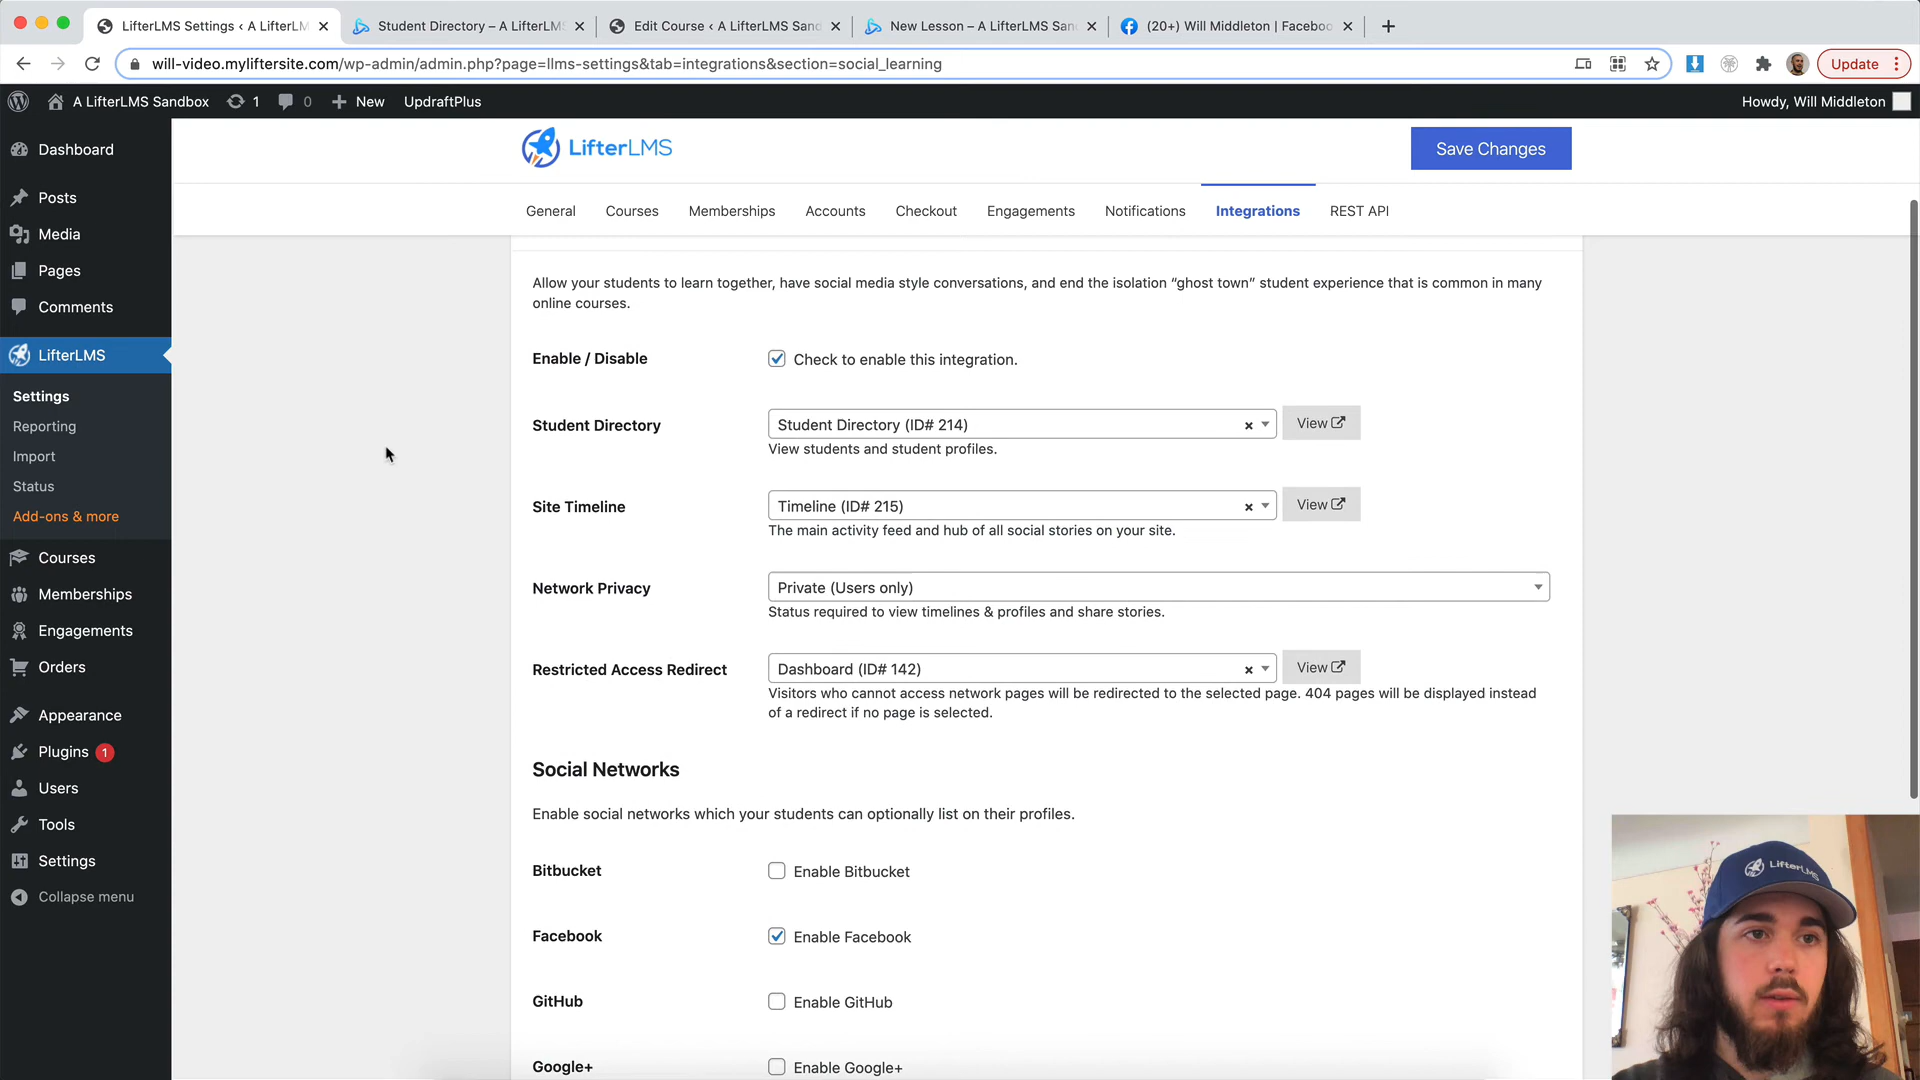 LifterLMS Settings ‹ A LifterLM
Student Directory – A LifterLMS
Edit Course ‹ A LifterLMS Sand
New Lesson – A LifterLMS San
(20+) Will Middleton | Faceboo
will-video.myliftersite.com/wp-admin/admin.php?page=llms-settings&tab=integrations&section=social_learning
Update
A LifterLMS Sandbox
1
0
New
UpdraftPlus
Howdy, Will Middleton
Dashboard
Posts
Media
Pages
Comments
LifterLMS
Settings
Reporting
Import
Status
Add-ons & more
Courses
Memberships
Engagements
Orders
Appearance
Plugins 1
Users
Tools
Settings
Collapse menu
LifterLMS
Save Changes
General
Courses
Memberships
Accounts
Checkout
Engagements
Notifications
Integrations
REST API
Allow your students to learn together, have social media style conversations, and end the isolation “ghost town” student experience that is common in many
online courses.
Enable / Disable
Check to enable this integration.
Student Directory
Student Directory (ID# 214)
View
View students and student profiles.
Site Timeline
Timeline (ID# 215)
View
The main activity feed and hub of all social stories on your site.
Network Privacy
Private (Users only)
Status required to view timelines & profiles and share stories.
Restricted Access Redirect
Dashboard (ID# 142)
View
Visitors who cannot access network pages will be redirected to the selected page. 404 pages will be displayed instead
of a redirect if no page is selected.
Social Networks
Enable social networks which your students can optionally list on their profiles.
Bitbucket
Enable Bitbucket
Facebook
Enable Facebook
GitHub
Enable GitHub
Google+
Enable Google+
LifterLMS